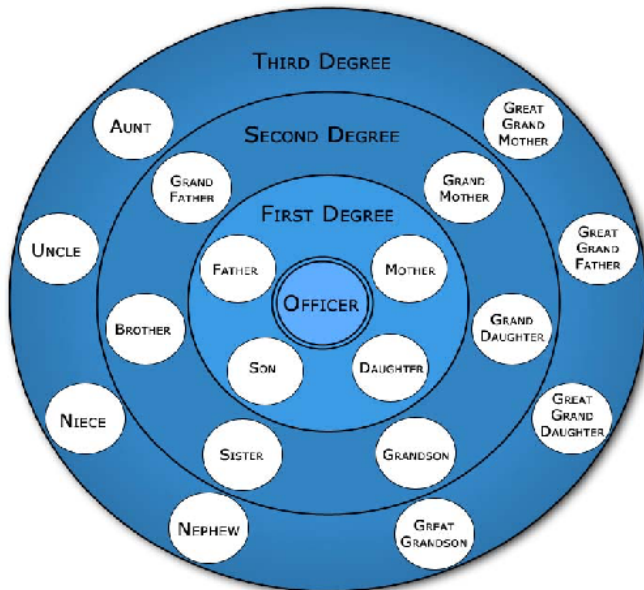 THIRD DEGREE
AUNT
GREAT
GRAND
MOTHER
SECOND DEGREE
GRAND
FATHER
GRAND
MOTHER
FIRST DEGREE
UNCLE
GREAT
GRAND
FATHER
FATHER
MOTHER
OFFICER
BROTHER
GRAND
DAUGHTER
SON
DAUGHTER
NIECE
GREAT
GRAND
DAUGHTER
SISTER
GRANDSON
NEPHEW
GREAT
GRANDSON